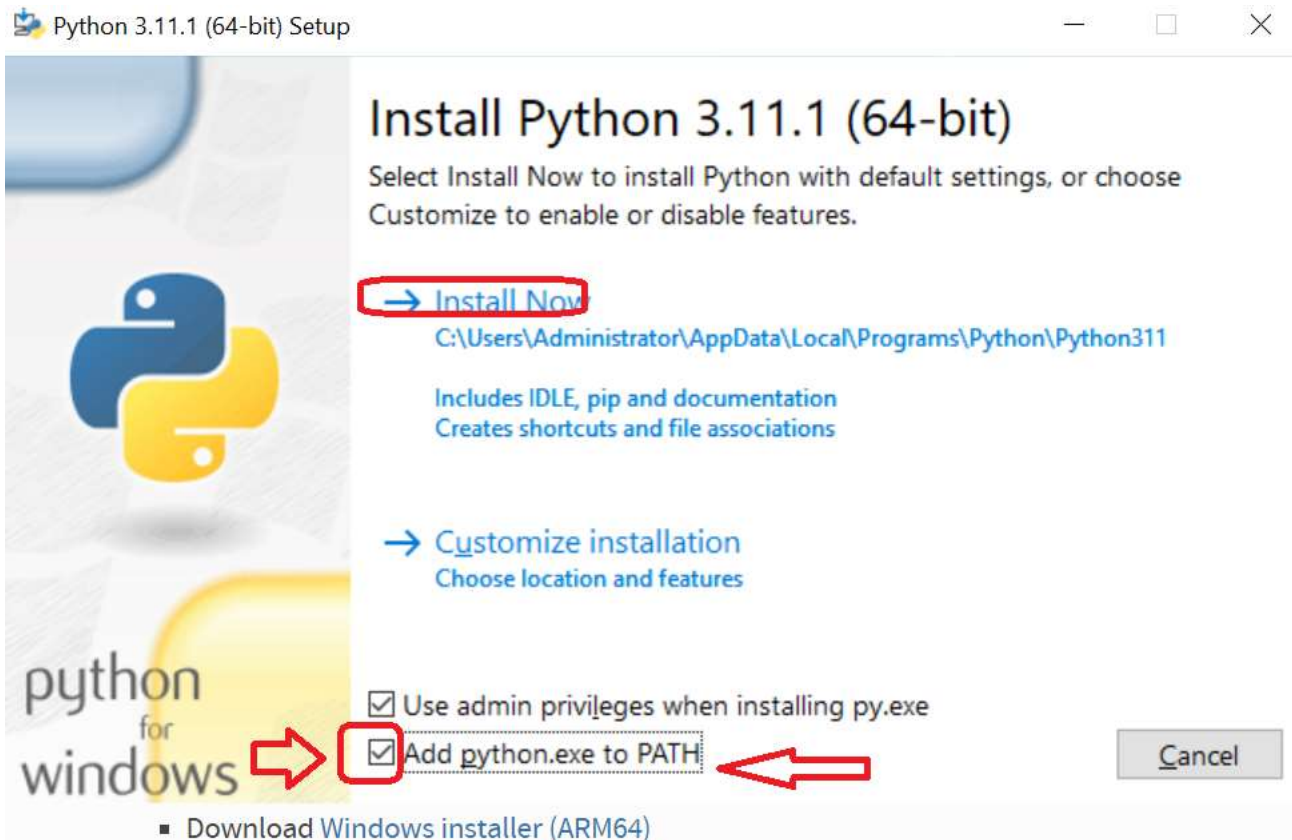 Python 3.11.1 (64-bit) Setup
Install Python 3.11.1 (64-bit)
Select Install Now to install Python with default settings, or choose
Customize to enable or disable features.
Install Now
C:\Users\Administrator\AppData\Local\Programs\Python\Python311
Includes IDLE, pip and documentation
Creates shortcuts and file associations
Customize installation
Choose location and features
python
for
windows
Use admin privileges when installing py.exe
Add python.exe to PATH
Cancel
Download Windows installer (ARM64)